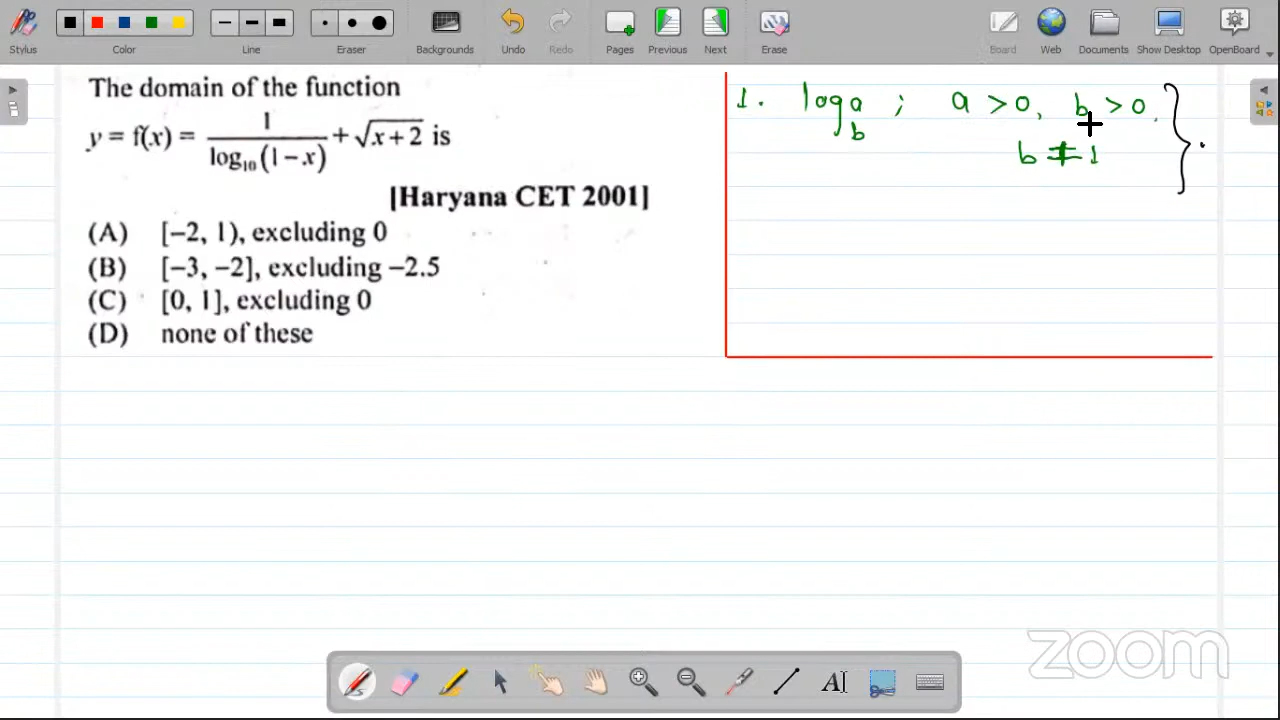 Stylus Color Line Eraser Backgrounds Undo Redo Pages Previous Next Erase Board Web Documents Show Desktop OpenBoard
The domain of the function
y = f(x) = 1/log₁₀(1 − x) + √(x + 2) is
[Haryana CET 2001]
(A) [−2, 1), excluding 0
(B) [−3, −2], excluding −2.5
(C) [0, 1], excluding 0
(D) none of these
1. log_b a ; a > 0, b > 0,
b ≠ 1
zoom